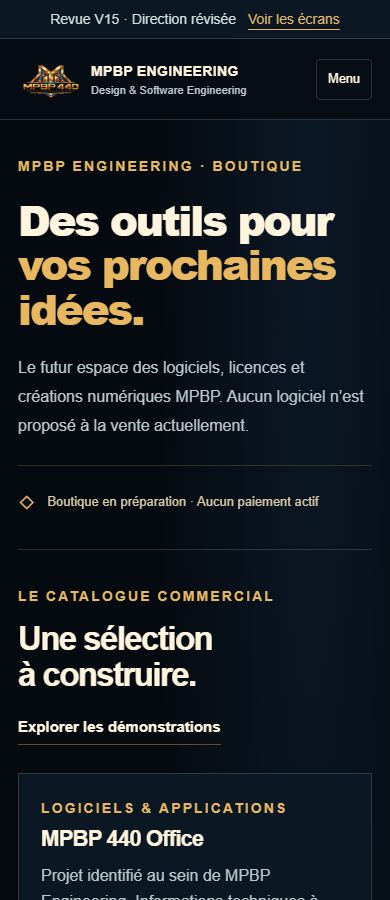 Revue V15 · Direction révisée Voir les écrans
MPBP 440
MPBP ENGINEERING
Design & Software Engineering
Menu
MPBP ENGINEERING · BOUTIQUE
Des outils pour
vos prochaines
idées.
Le futur espace des logiciels, licences et
créations numériques MPBP. Aucun logiciel n’est
proposé à la vente actuellement.
Boutique en préparation · Aucun paiement actif
LE CATALOGUE COMMERCIAL
Une sélection
à construire.
Explorer les démonstrations
LOGICIELS & APPLICATIONS
MPBP 440 Office
Projet identifié au sein de MPBP
Engineering. Informations techniques à